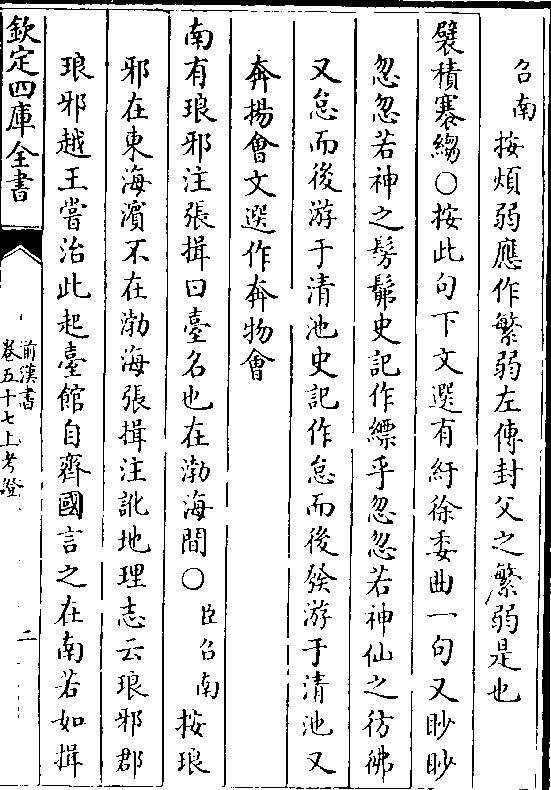 召南按煩弱應作繁弱左傳封父之繁弱是也
襞積褰縐○按此句下文選有紆徐委曲一句又眇眇
忽忽若神之髣髴史記作縹乎忽忽若神仙之彷彿
又怠而後游于清池史記作怠而後發游于清池又
奔揚會文選作奔物會
南有琅邪注張揖曰臺名也在渤海間○臣召南按琅
邪在東海濱不在渤海張揖注訛地理志云琅邪郡
琅邪越王嘗治此起臺館自齊國言之在南若如揖
欽定四庫全書
前漢書
卷五十七上考證
二